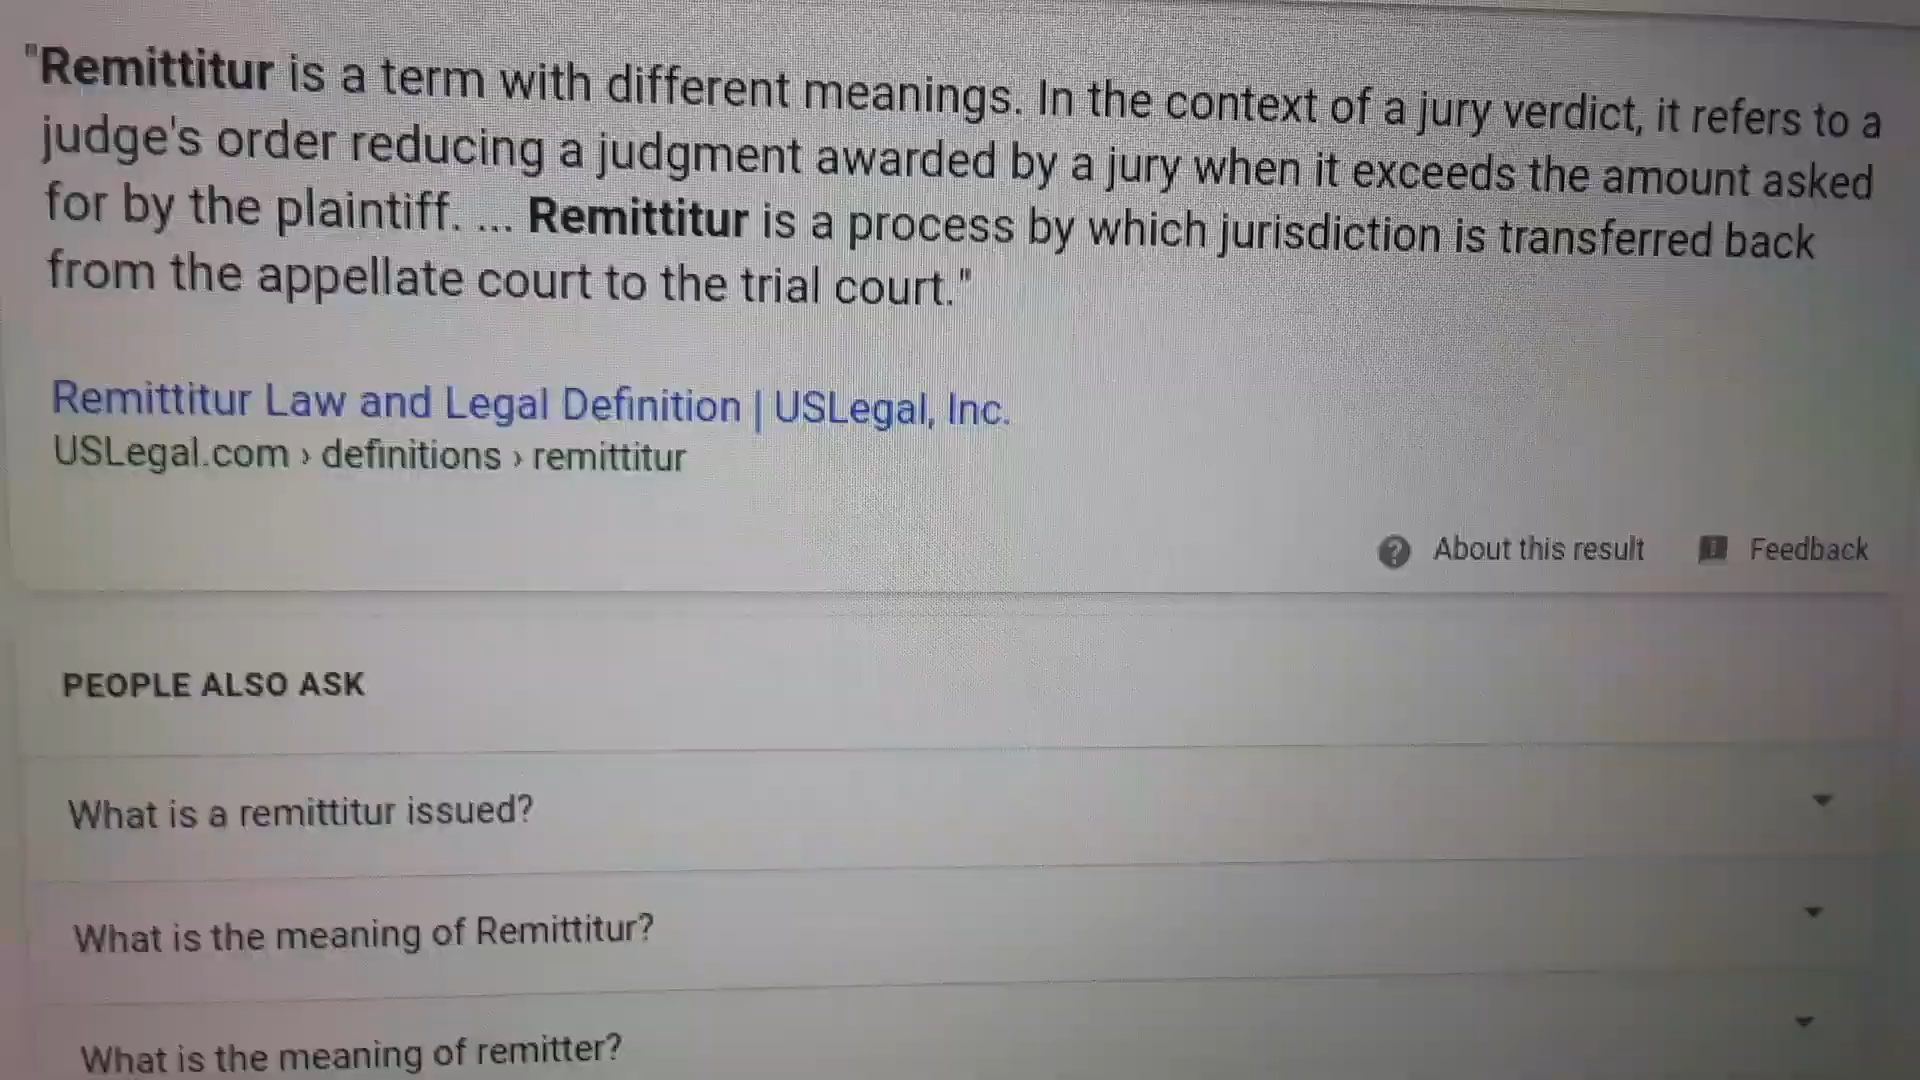 "Remittitur is a term with different meanings. In the context of a jury verdict, it refers to a
judge's order reducing a judgment awarded by a jury when it exceeds the amount asked
for by the plaintiff. ... Remittitur is a process by which jurisdiction is transferred back
from the appellate court to the trial court."
Remittitur Law and Legal Definition | USLegal, Inc.
USLegal.com › definitions › remittitur
About this result Feedback
PEOPLE ALSO ASK
What is a remittitur issued?
What is the meaning of Remittitur?
What is the meaning of remitter?